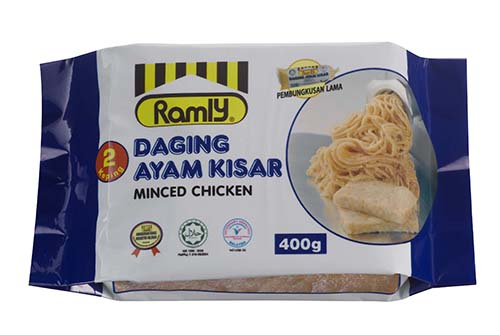 Ramly®
PEMBUNGKUSAN LAMA
2
keping
DAGING
AYAM KISAR
MINCED CHICKEN
400g